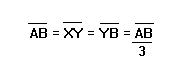 AB = XY = YB = AB
3